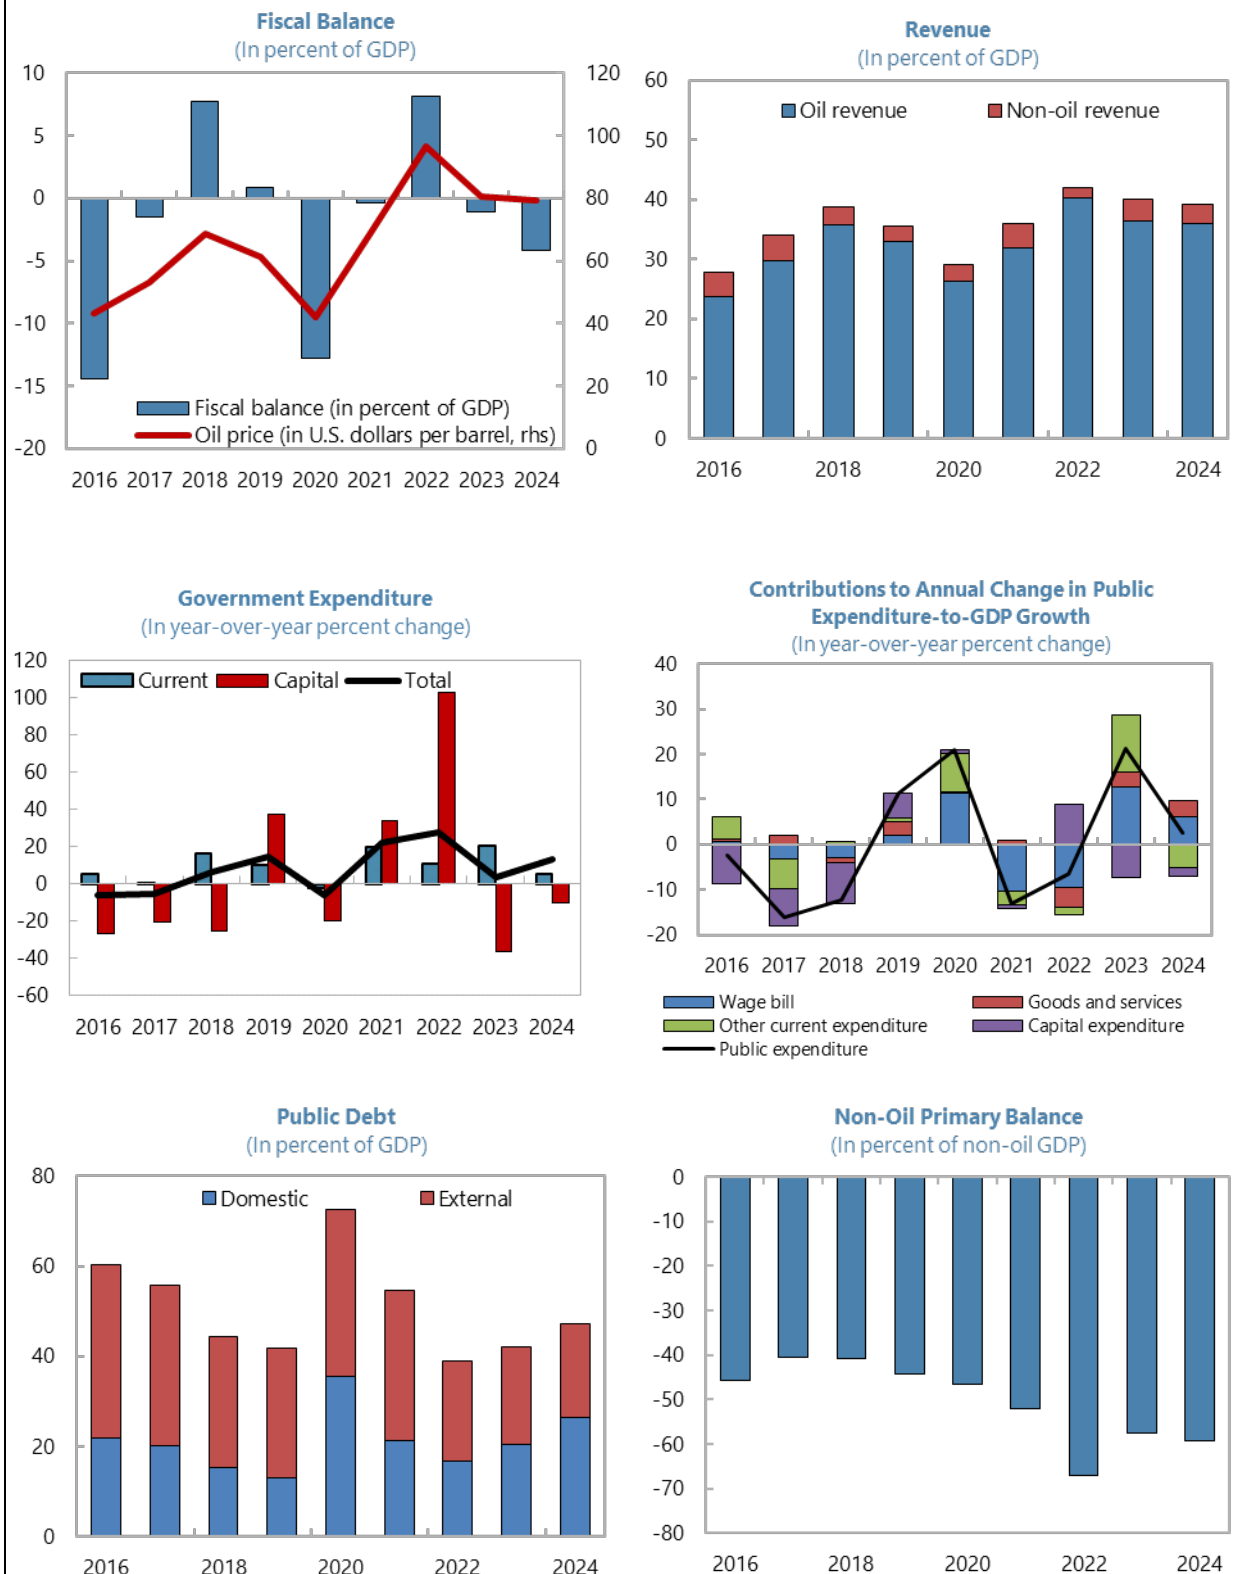 Fiscal Balance
(In percent of GDP)
10
5
0
-5
-10
-15
-20
120
100
80
60
40
20
0
Fiscal balance (in percent of GDP)
Oil price (in U.S. dollars per barrel, rhs)
2016 2017 2018 2019 2020 2021 2022 2023 2024
Revenue
(In percent of GDP)
60
50
40
30
20
10
0
Oil revenue Non-oil revenue
2016 2018 2020 2022 2024
Government Expenditure
(In year-over-year percent change)
120
100
80
60
40
20
0
-20
-40
-60
Current Capital Total
2016 2017 2018 2019 2020 2021 2022 2023 2024
Contributions to Annual Change in Public
Expenditure-to-GDP Growth
(In year-over-year percent change)
40
30
20
10
0
-10
-20
2016 2017 2018 2019 2020 2021 2022 2023 2024
Wage bill Goods and services
Other current expenditure Capital expenditure
Public expenditure
Public Debt
(In percent of GDP)
80
60
40
20
0
Domestic External
2016 2018 2020 2022 2024
Non-Oil Primary Balance
(In percent of non-oil GDP)
0
-10
-20
-30
-40
-50
-60
-70
-80
2016 2018 2020 2022 2024